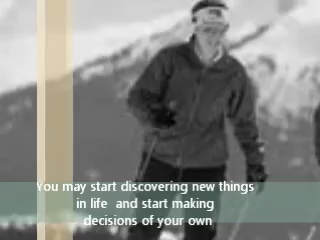 You may start discovering new things
in life and start making
decisions of your own